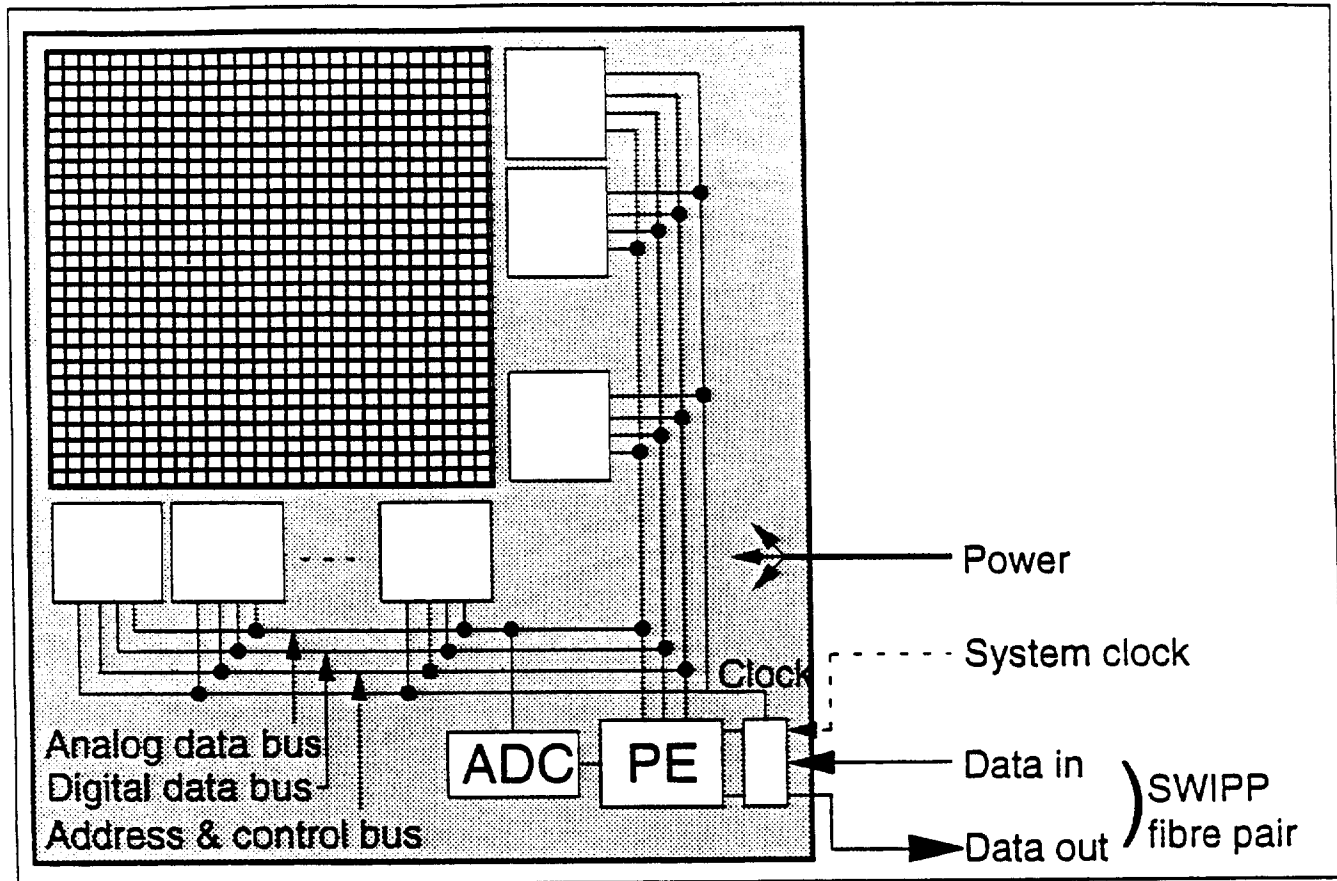 Power
System clock
Clock
Analog data bus
Digital data bus
Address & control bus
ADC
PE
Data in
Data out
SWIPP
fibre pair